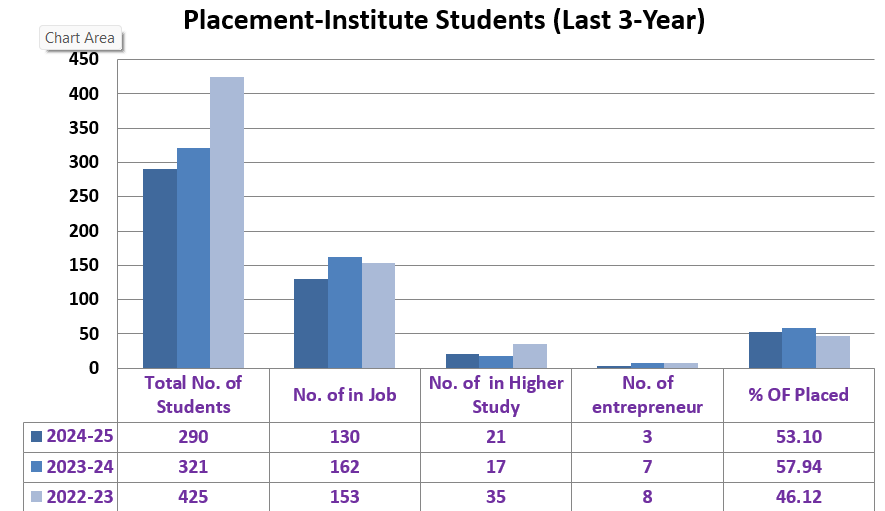 Placement-Institute Students (Last 3-Year)
Chart Area
450
400
350
300
250
200
150
100
50
0
Total No. of Students No. of in Job No. of in Higher Study No. of entrepreneur % OF Placed
2024-25 290 130 21 3 53.10
2023-24 321 162 17 7 57.94
2022-23 425 153 35 8 46.12